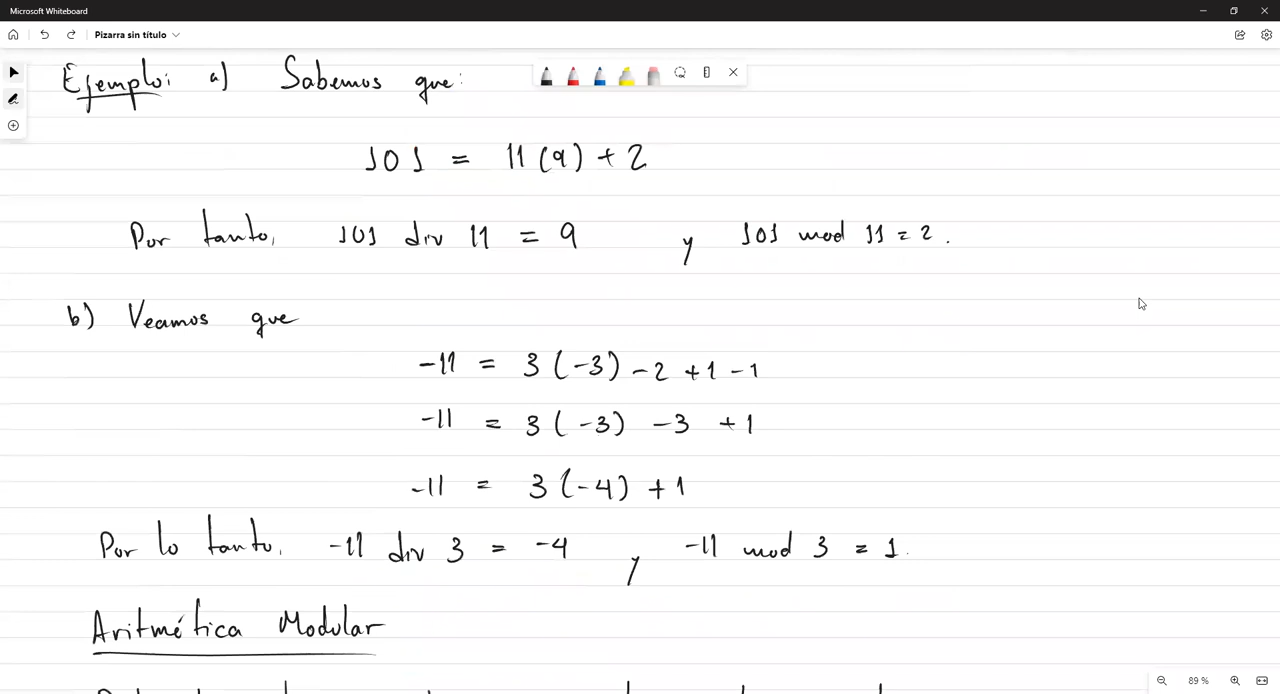 Microsoft Whiteboard
Pizarra sin título
Ejemplo: a) Sabemos que:
101 = 11(9) + 2
Por tanto, 101 div 11 = 9 y 101 mod 11 = 2.
b) Veamos que
-11 = 3(-3) - 2 + 1 - 1
-11 = 3(-3) - 3 + 1
-11 = 3(-4) + 1
Por lo tanto, -11 div 3 = -4 y -11 mod 3 = 1.
Aritmética Modular
89 %